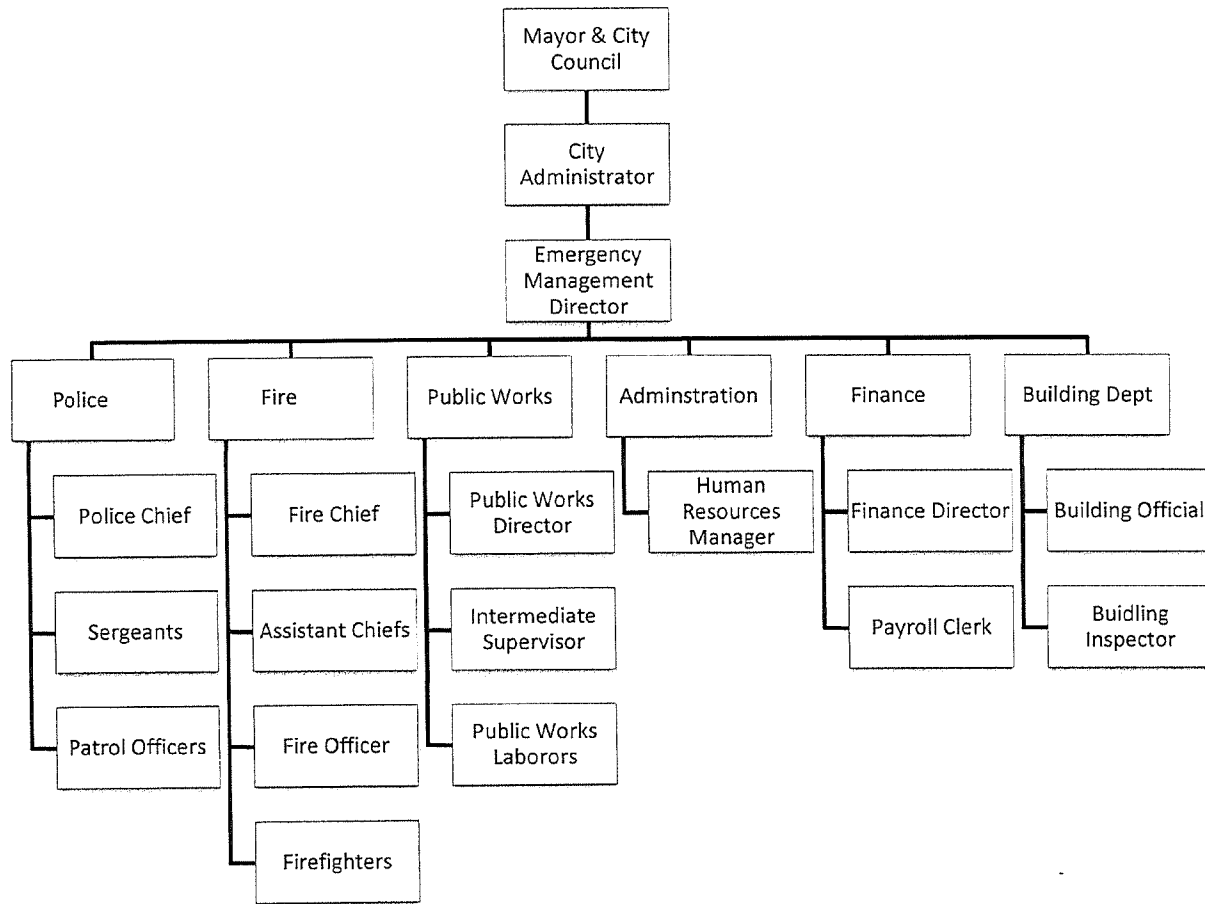 Mayor & City
Council
City
Administrator
Emergency
Management
Director
Police
Fire
Public Works
Adminstration
Finance
Building Dept
Police Chief
Sergeants
Patrol Officers
Fire Chief
Assistant Chiefs
Fire Officer
Firefighters
Public Works
Director
Intermediate
Supervisor
Public Works
Laborors
Human
Resources
Manager
Finance Director
Payroll Clerk
Building Official
Buidling
Inspector